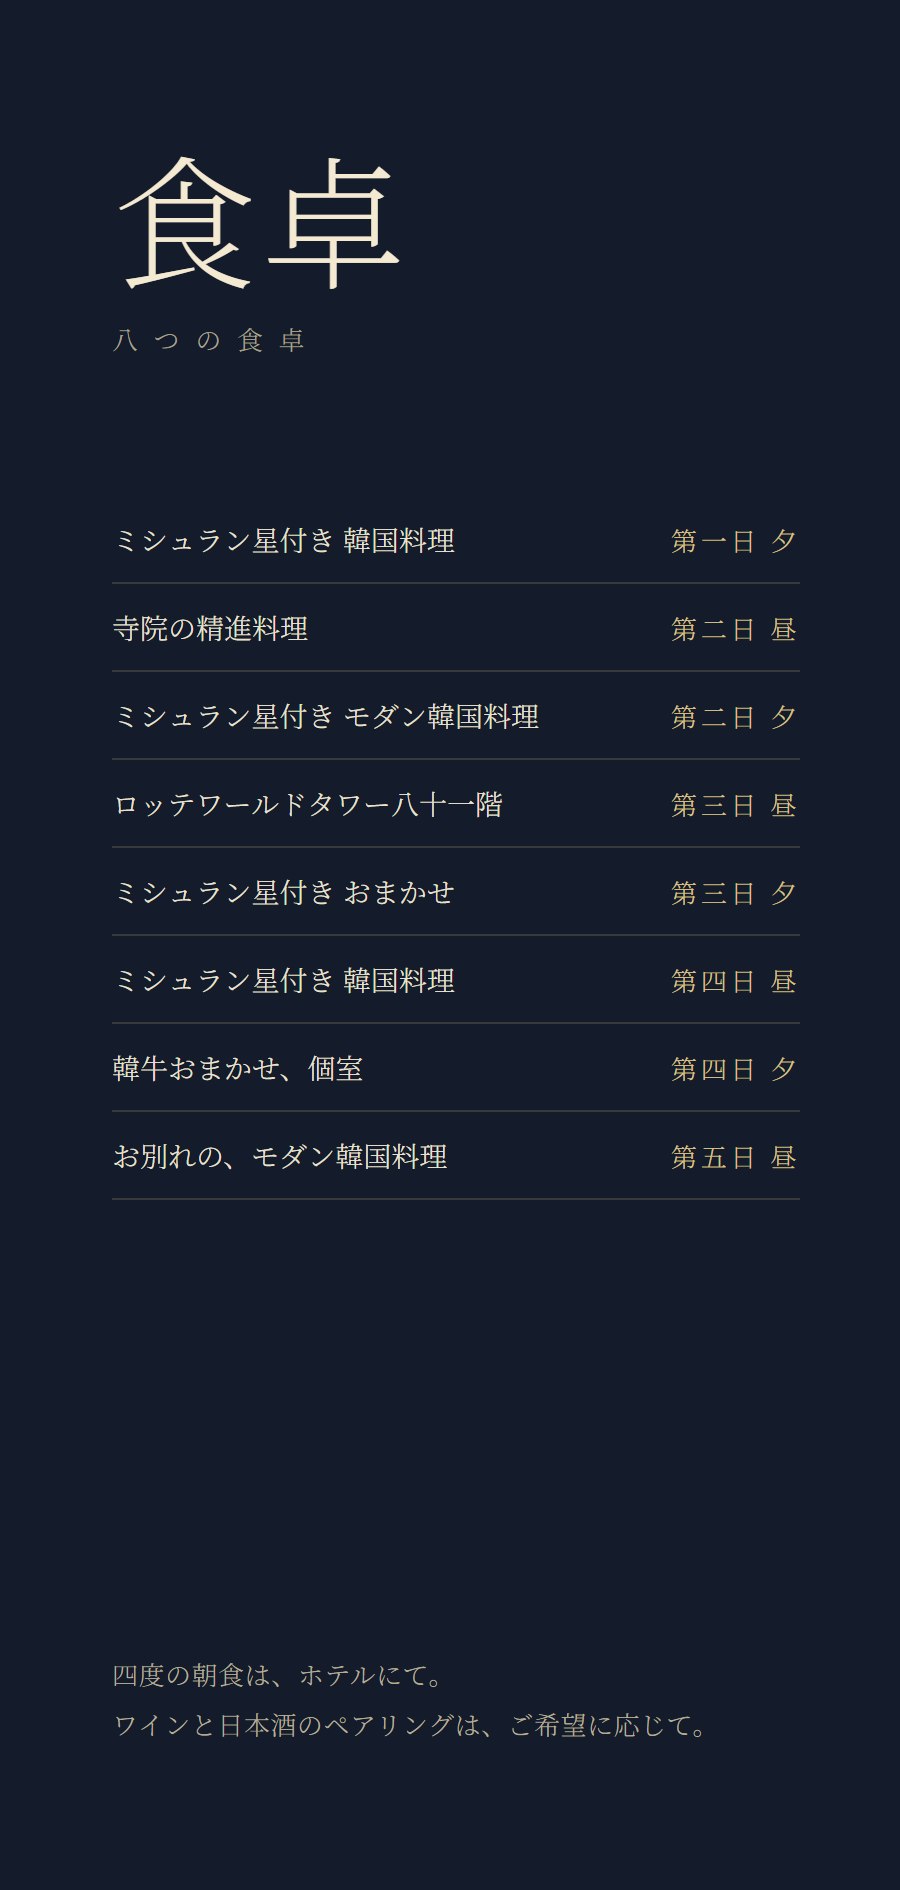 食卓
八つの食卓
ミシュラン星付き 韓国料理 第一日 夕
寺院の精進料理 第二日 昼
ミシュラン星付き モダン韓国料理 第二日 夕
ロッテワールドタワー八十一階 第三日 昼
ミシュラン星付き おまかせ 第三日 夕
ミシュラン星付き 韓国料理 第四日 昼
韓牛おまかせ、個室 第四日 夕
お別れの、モダン韓国料理 第五日 昼
四度の朝食は、ホテルにて。
ワインと日本酒のペアリングは、ご希望に応じて。